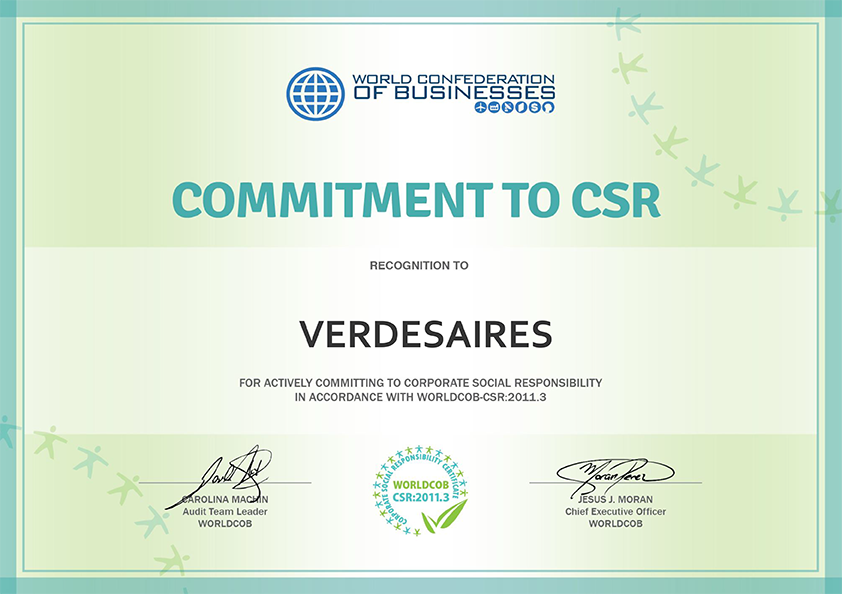 WORLD CONFEDERATION
OF BUSINESSES
COMMITMENT TO CSR
RECOGNITION TO
VERDESAIRES
FOR ACTIVELY COMMITTING TO CORPORATE SOCIAL RESPONSIBILITY
IN ACCORDANCE WITH WORLDCOB-CSR:2011.3
CAROLINA MACHIN
Audit Team Leader
WORLDCOB
CORPORATE SOCIAL RESPONSIBILITY CERTIFICATE
WORLDCOB
CSR:2011.3
JESUS J. MORAN
Chief Executive Officer
WORLDCOB